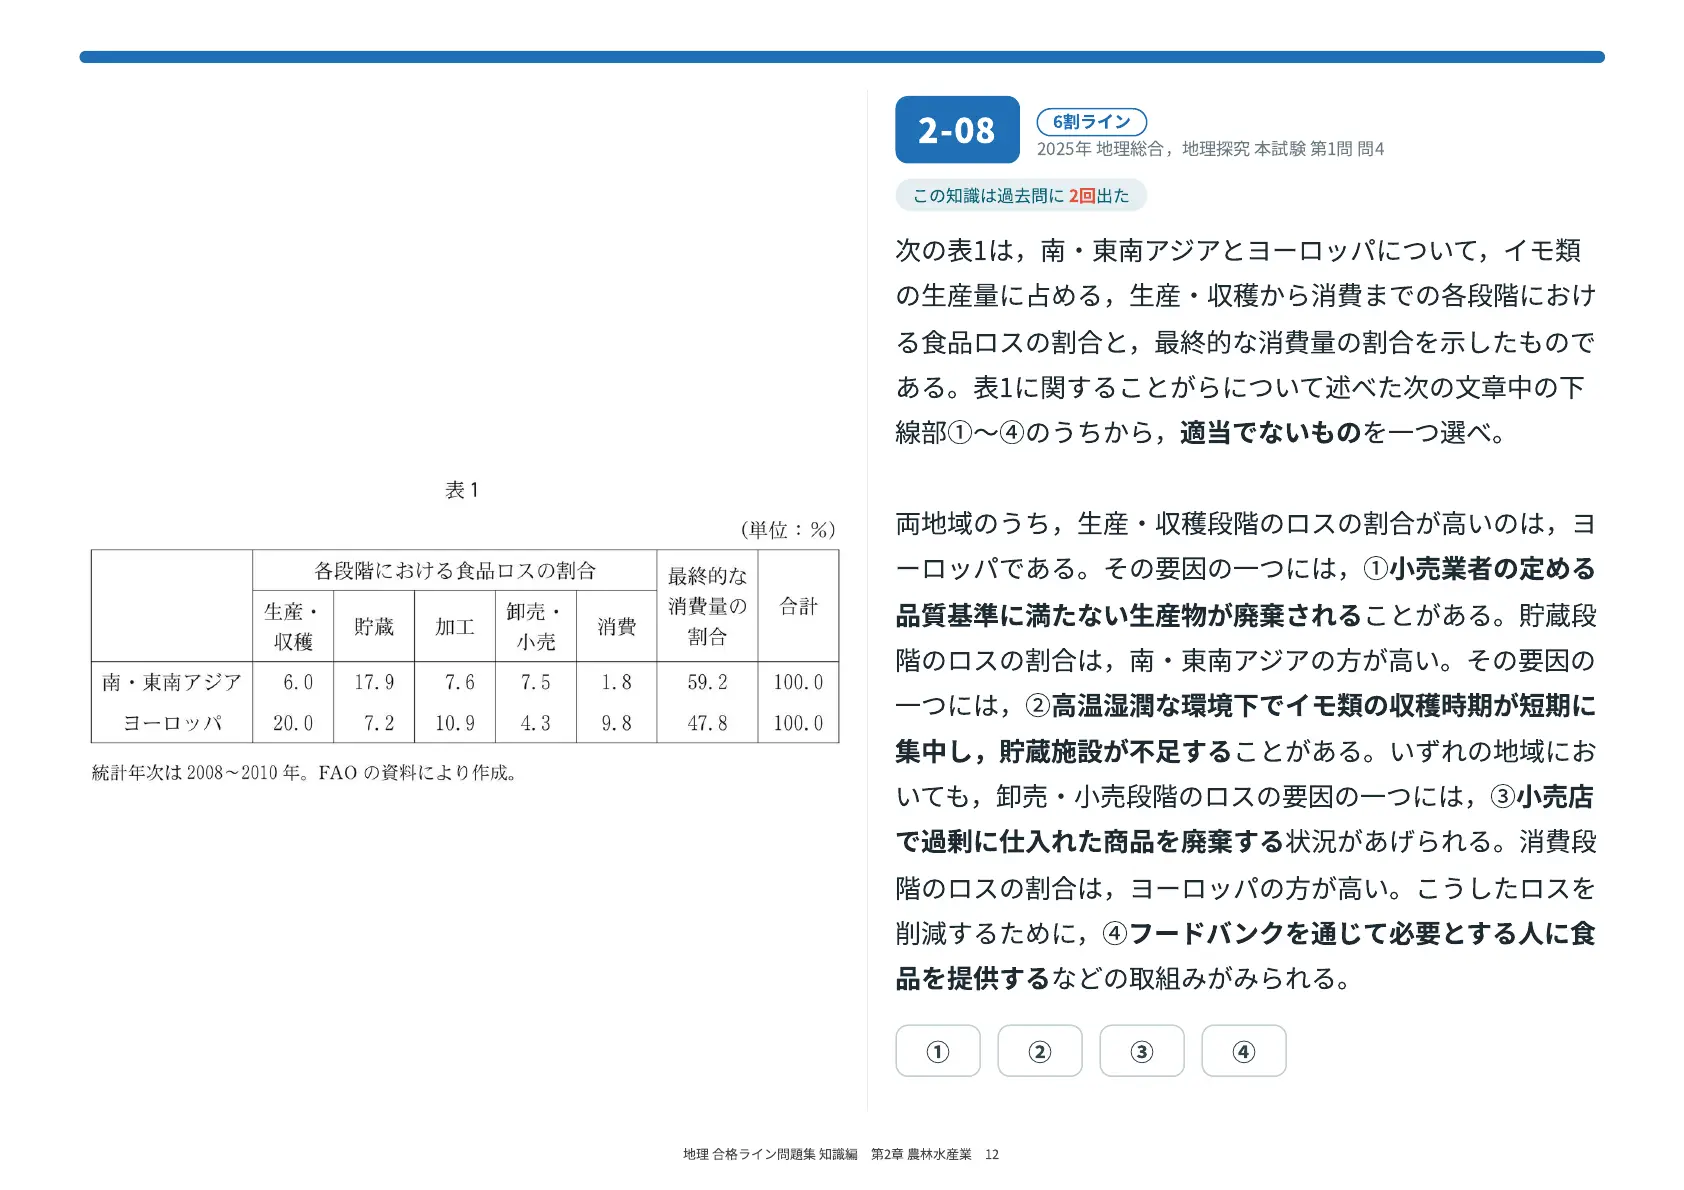 表1
(単位：％)
各段階における食品ロスの割合 最終的な消費量の割合 合計
生産・収穫 貯蔵 加工 卸売・小売 消費
南・東南アジア 6.0 17.9 7.6 7.5 1.8 59.2 100.0
ヨーロッパ 20.0 7.2 10.9 4.3 9.8 47.8 100.0
統計年次は2008～2010年。FAOの資料により作成。
2-08
6割ライン
2025年 地理総合，地理探究 本試験 第1問 問4
この知識は過去問に 2回出た
次の表1は，南・東南アジアとヨーロッパについて，イモ類
の生産量に占める，生産・収穫から消費までの各段階におけ
る食品ロスの割合と，最終的な消費量の割合を示したもので
ある。表1に関することがらについて述べた次の文章中の下
線部①～④のうちから，適当でないものを一つ選べ。
両地域のうち，生産・収穫段階のロスの割合が高いのは，ヨ
ーロッパである。その要因の一つには，①小売業者の定める
品質基準に満たない生産物が廃棄されることがある。貯蔵段
階のロスの割合は，南・東南アジアの方が高い。その要因の
一つには，②高温湿潤な環境下でイモ類の収穫時期が短期に
集中し，貯蔵施設が不足することがある。いずれの地域にお
いても，卸売・小売段階のロスの要因の一つには，③小売店
で過剰に仕入れた商品を廃棄する状況があげられる。消費段
階のロスの割合は，ヨーロッパの方が高い。こうしたロスを
削減するために，④フードバンクを通じて必要とする人に食
品を提供するなどの取組みがみられる。
① ② ③ ④
地理 合格ライン問題集 知識編　第2章 農林水産業　12